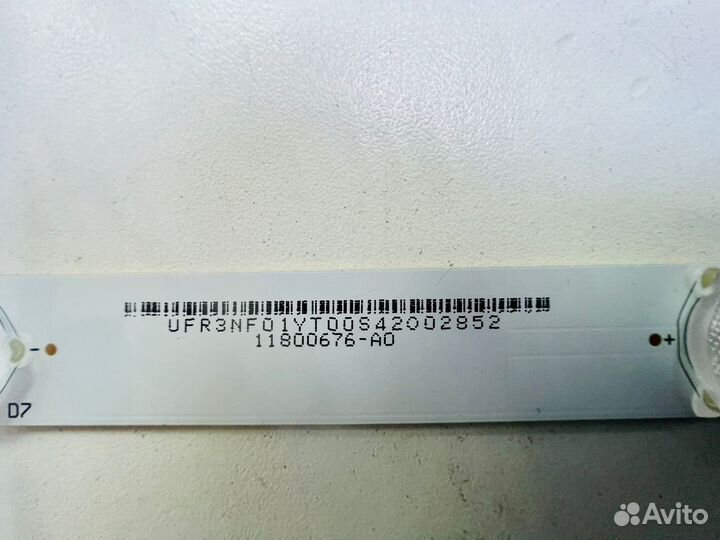 UFR3NF01YT00S42002852
11800676-A0
- +
D7
Avito